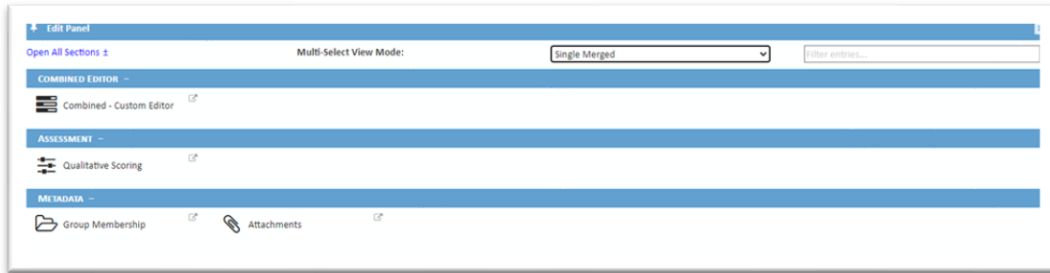 Edit Panel
Open All Sections ± Multi-Select View Mode: Single Merged Filter entries...
COMBINED EDITOR –
Combined - Custom Editor
ASSESSMENT –
Qualitative Scoring
METADATA –
Group Membership Attachments